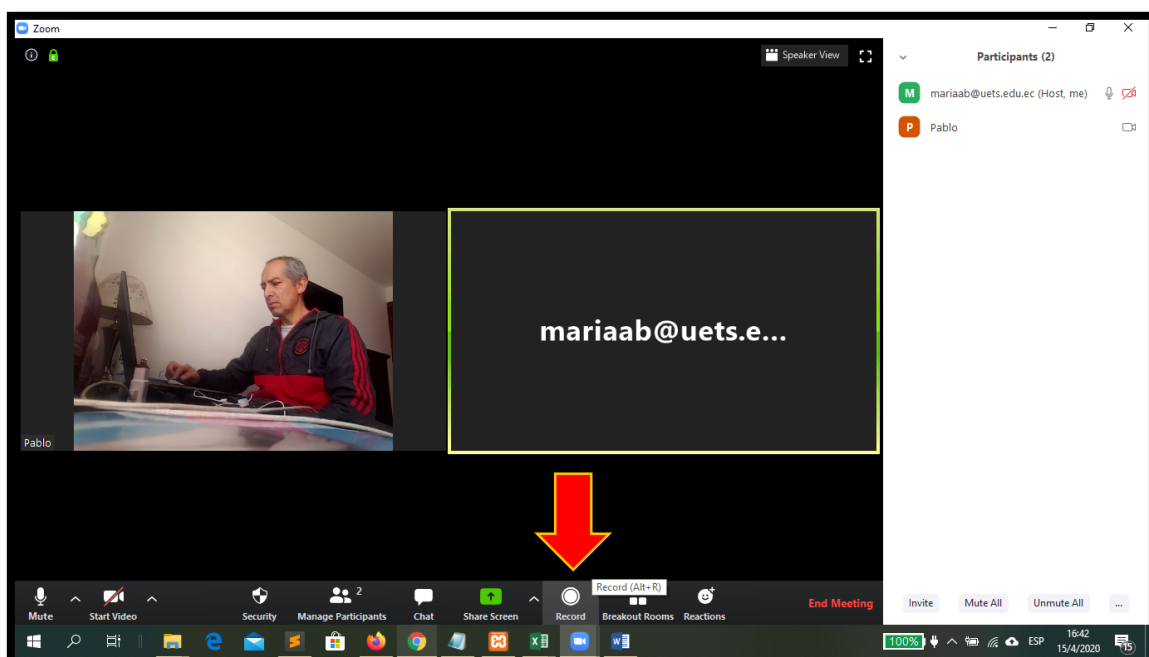 Zoom
Speaker View
Participants (2)
M mariaab@uets.edu.ec (Host, me)
P Pablo
mariaab@uets.e...
Pablo
Record (Alt+R)
2
Mute Start Video Security Manage Participants Chat Share Screen Record Breakout Rooms Reactions End Meeting
Invite Mute All Unmute All ...
100% ESP 16:42
15/4/2020 15